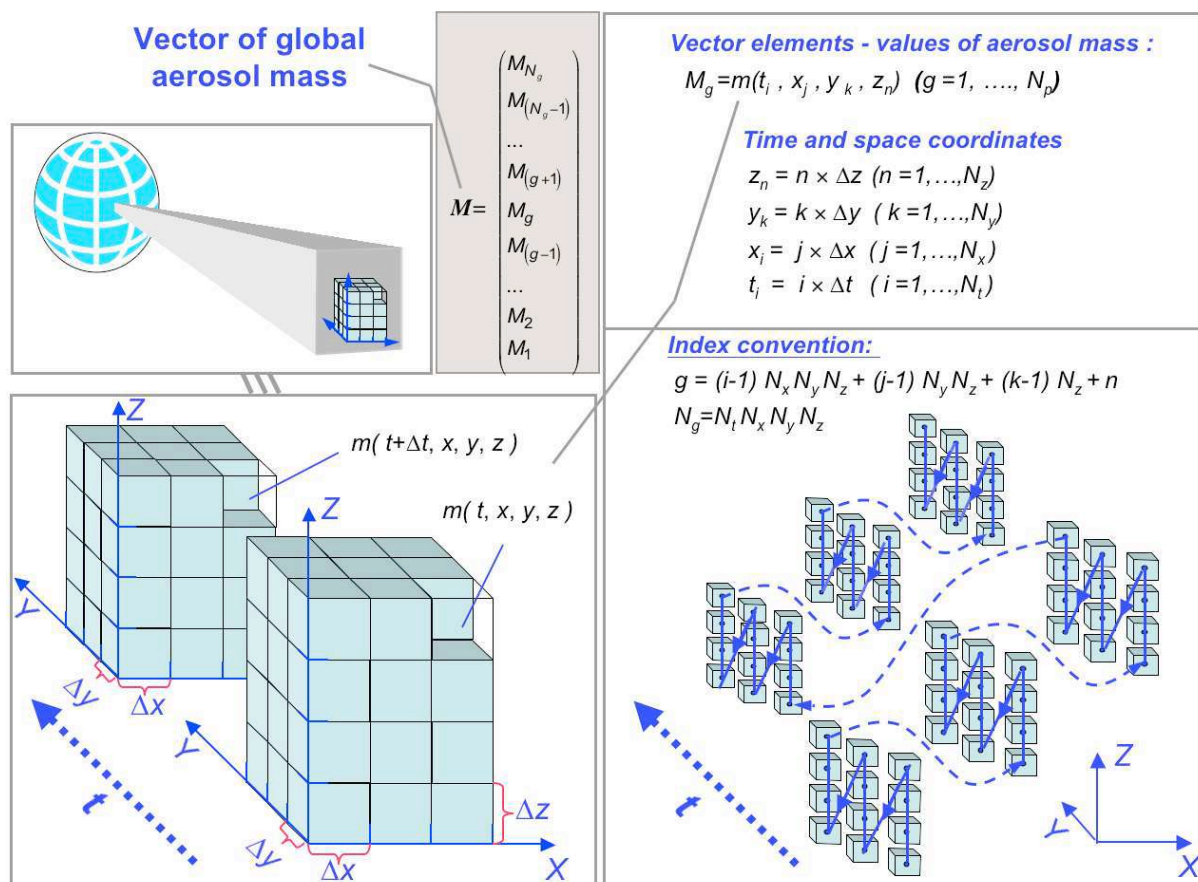 Vector of global
aerosol mass
M=
M_{N_g}
M_{(N_g-1)}
...
M_{(g+1)}
M_g
M_{(g-1)}
...
M_2
M_1
Vector elements - values of aerosol mass :
M_g=m(t_i , x_j , y_k , z_n) (g =1, …., N_p)
Time and space coordinates
z_n = n × Δz (n =1,…,N_z)
y_k = k × Δy ( k =1,…,N_y)
x_i = j × Δx ( j =1,…,N_x)
t_i = i × Δt ( i =1,…,N_t)
Z
m( t+Δt, x, y, z )
Z
m( t, x, y, z )
Y
Δy
Δx
Y
t
Δy
Δx
Δz
X
Index convention:
g = (i-1) N_x N_y N_z + (j-1) N_y N_z + (k-1) N_z + n
N_g=N_t N_x N_y N_z
t
Z
Y
X